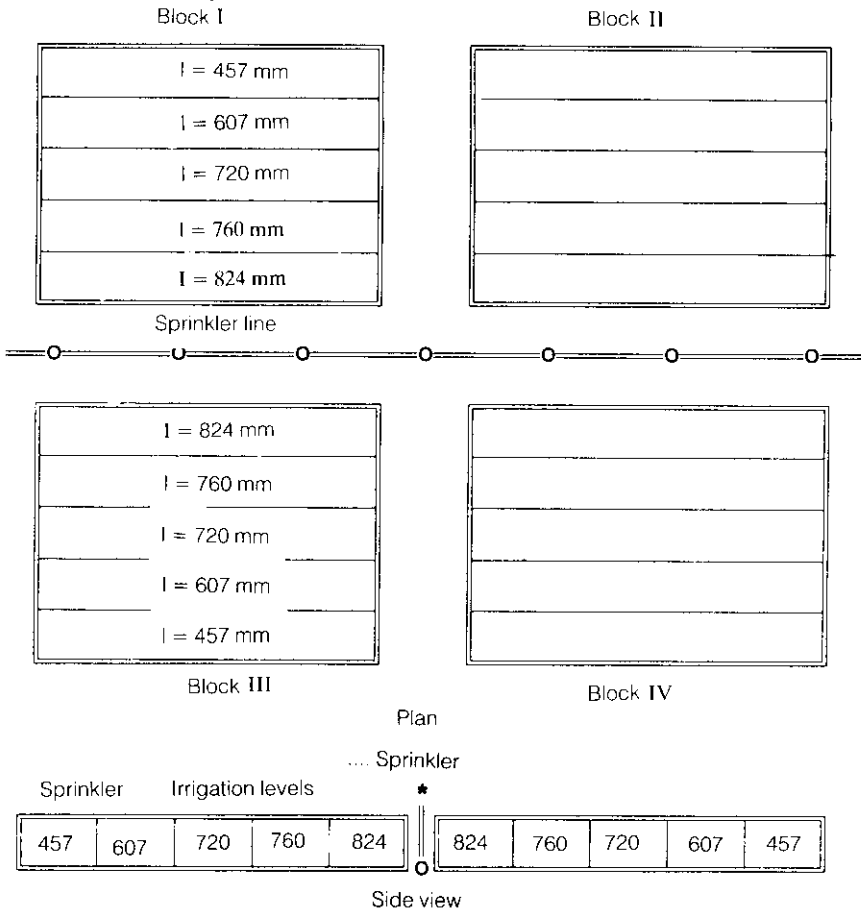 Block I Block II
I = 457 mm
I = 607 mm
I = 720 mm
I = 760 mm
I = 824 mm
Sprinkler line
I = 824 mm
I = 760 mm
I = 720 mm
I = 607 mm
I = 457 mm
Block III Block IV
Plan
.... Sprinkler
Sprinkler Irrigation levels *
457 607 720 760 824 824 760 720 607 457
Side view